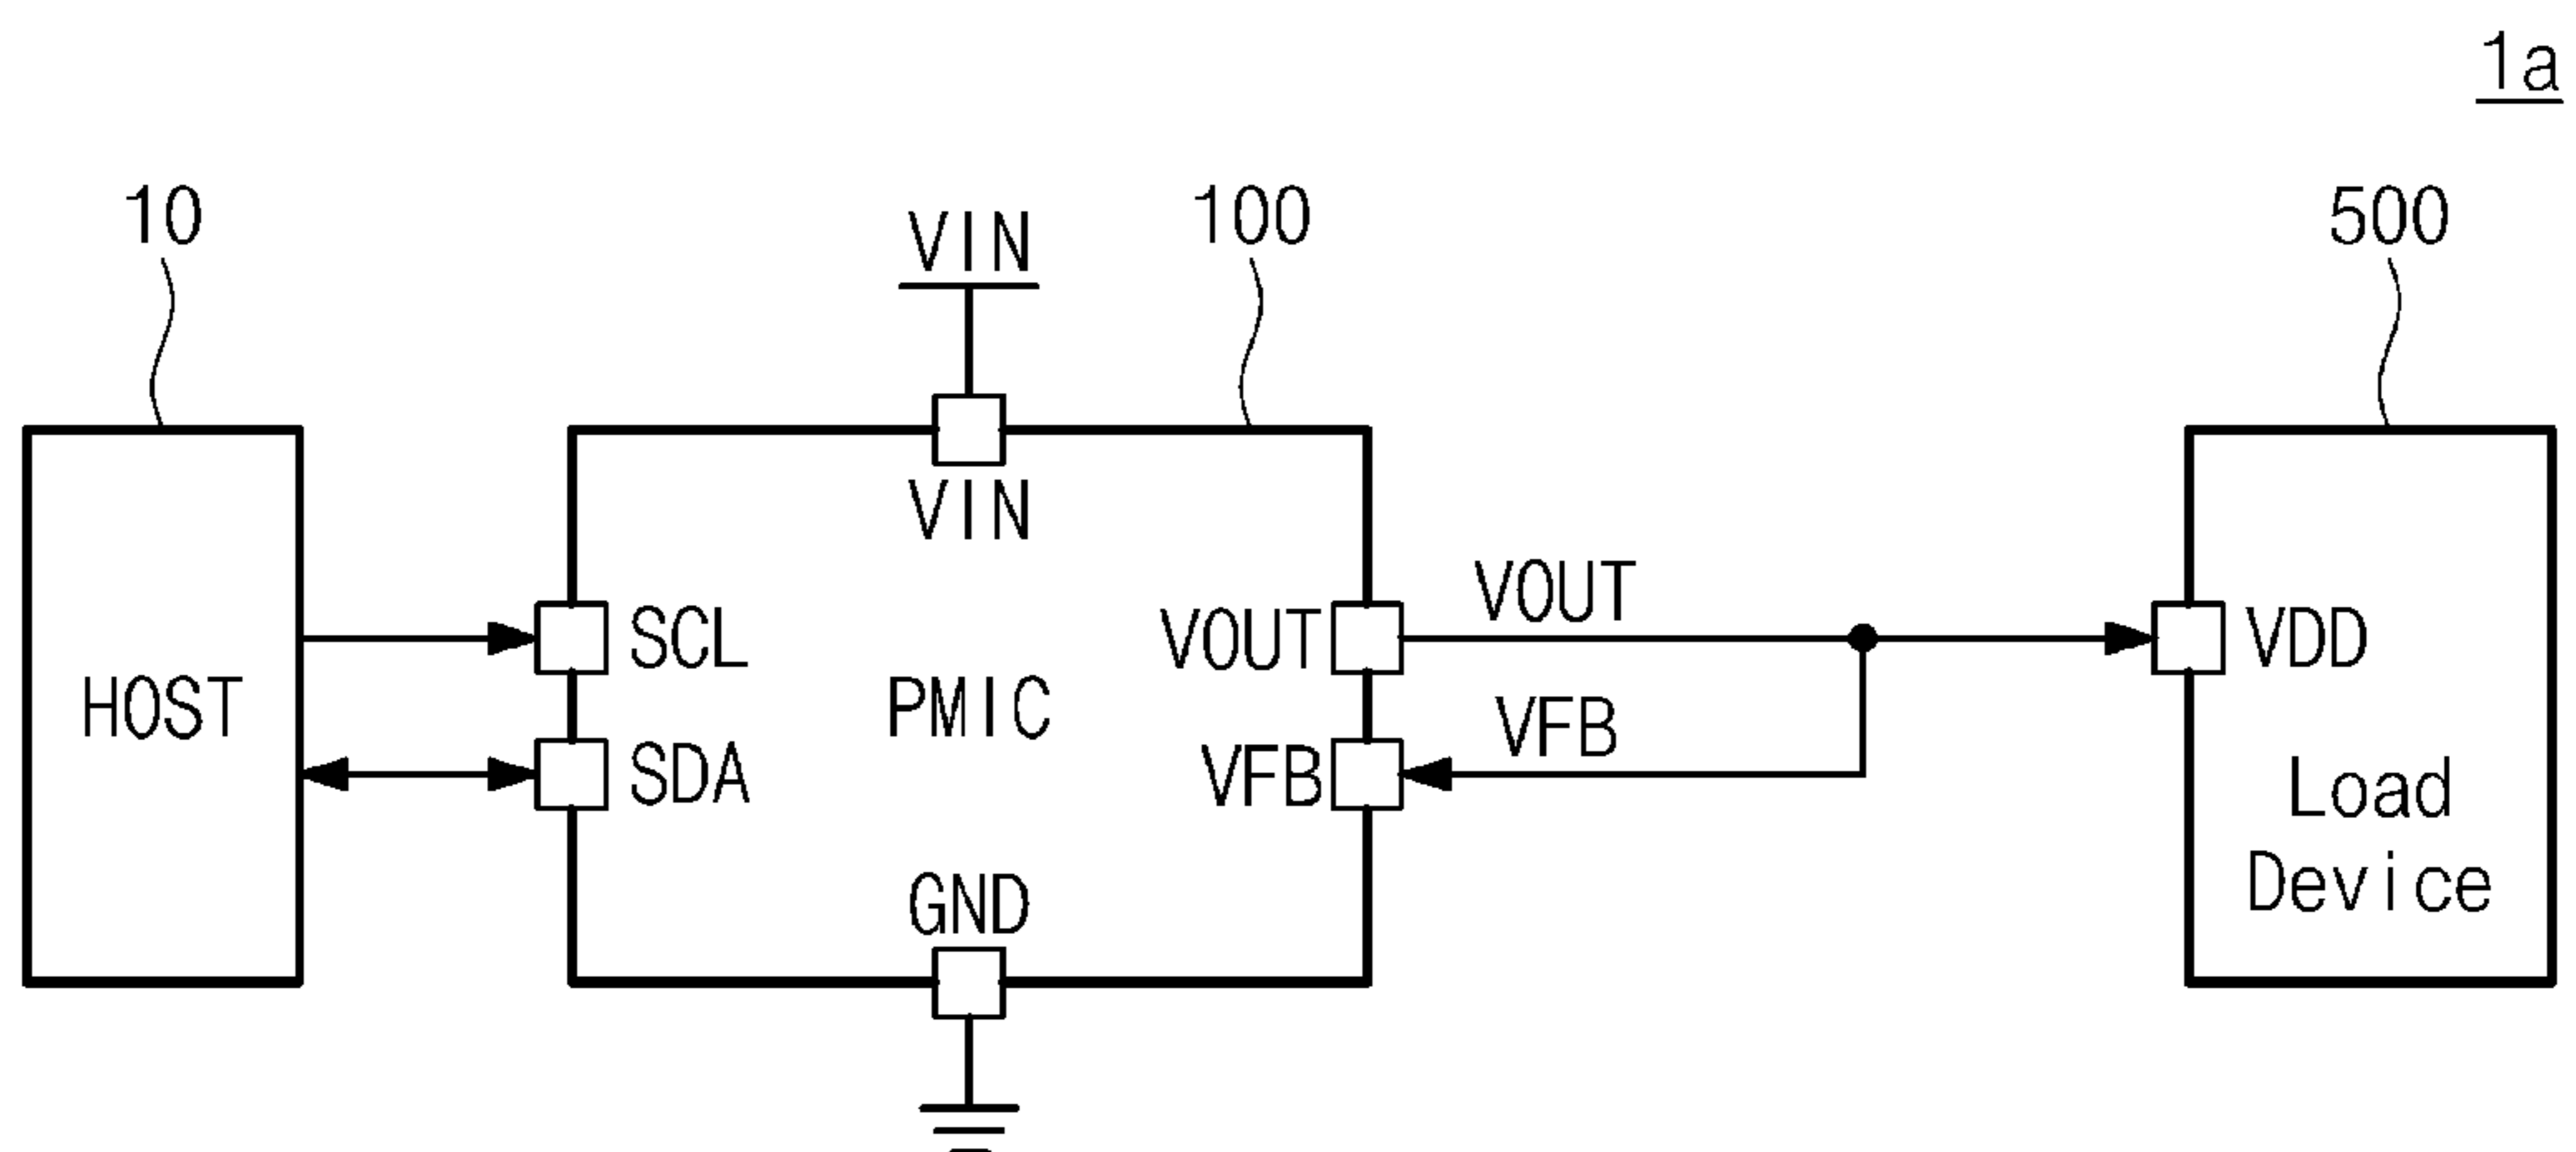 1a
10
VIN
100
500
VIN
SCL
VOUT
VOUT
VDD
HOST
PMIC
SDA
VFB
VFB
Load
Device
GND